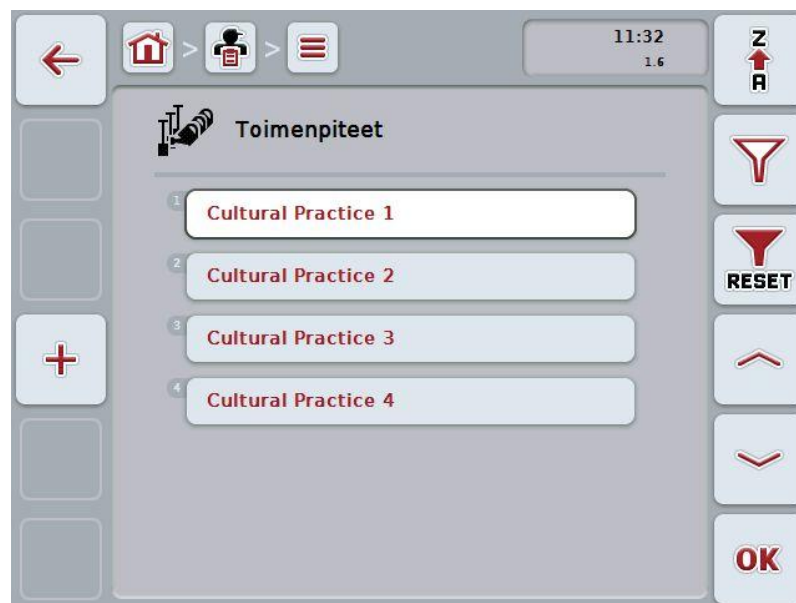 > >
11:32
1.6
Z
A
Toimenpiteet
1
Cultural Practice 1
2
Cultural Practice 2
RESET
3
Cultural Practice 3
4
Cultural Practice 4
OK